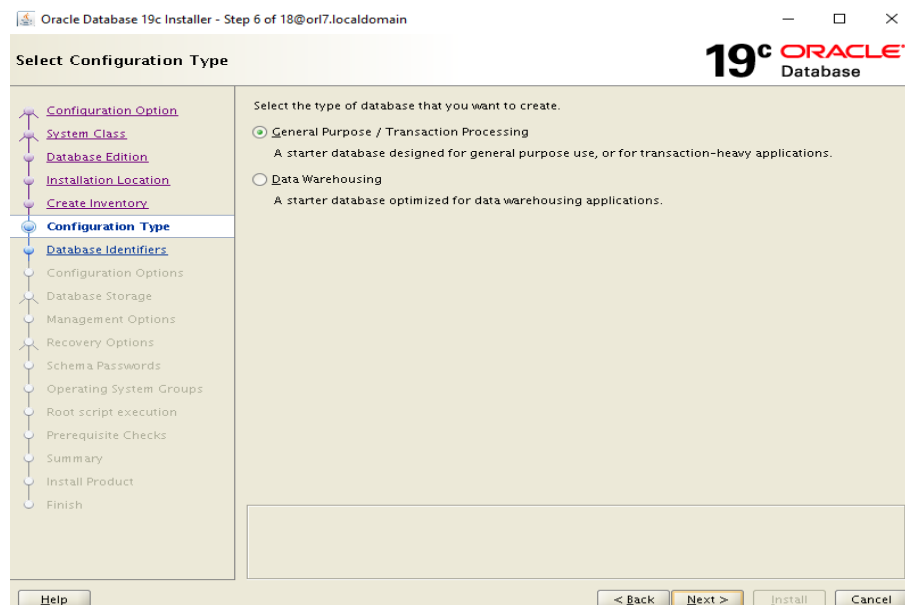 Oracle Database 19c Installer - Step 6 of 18@orl7.localdomain
Select Configuration Type
19c ORACLE
Database
Configuration Option
System Class
Database Edition
Installation Location
Create Inventory
Configuration Type
Database Identifiers
Configuration Options
Database Storage
Management Options
Recovery Options
Schema Passwords
Operating System Groups
Root script execution
Prerequisite Checks
Summary
Install Product
Finish
Select the type of database that you want to create.
General Purpose / Transaction Processing
A starter database designed for general purpose use, or for transaction-heavy applications.
Data Warehousing
A starter database optimized for data warehousing applications.
Help
< Back
Next >
Install
Cancel